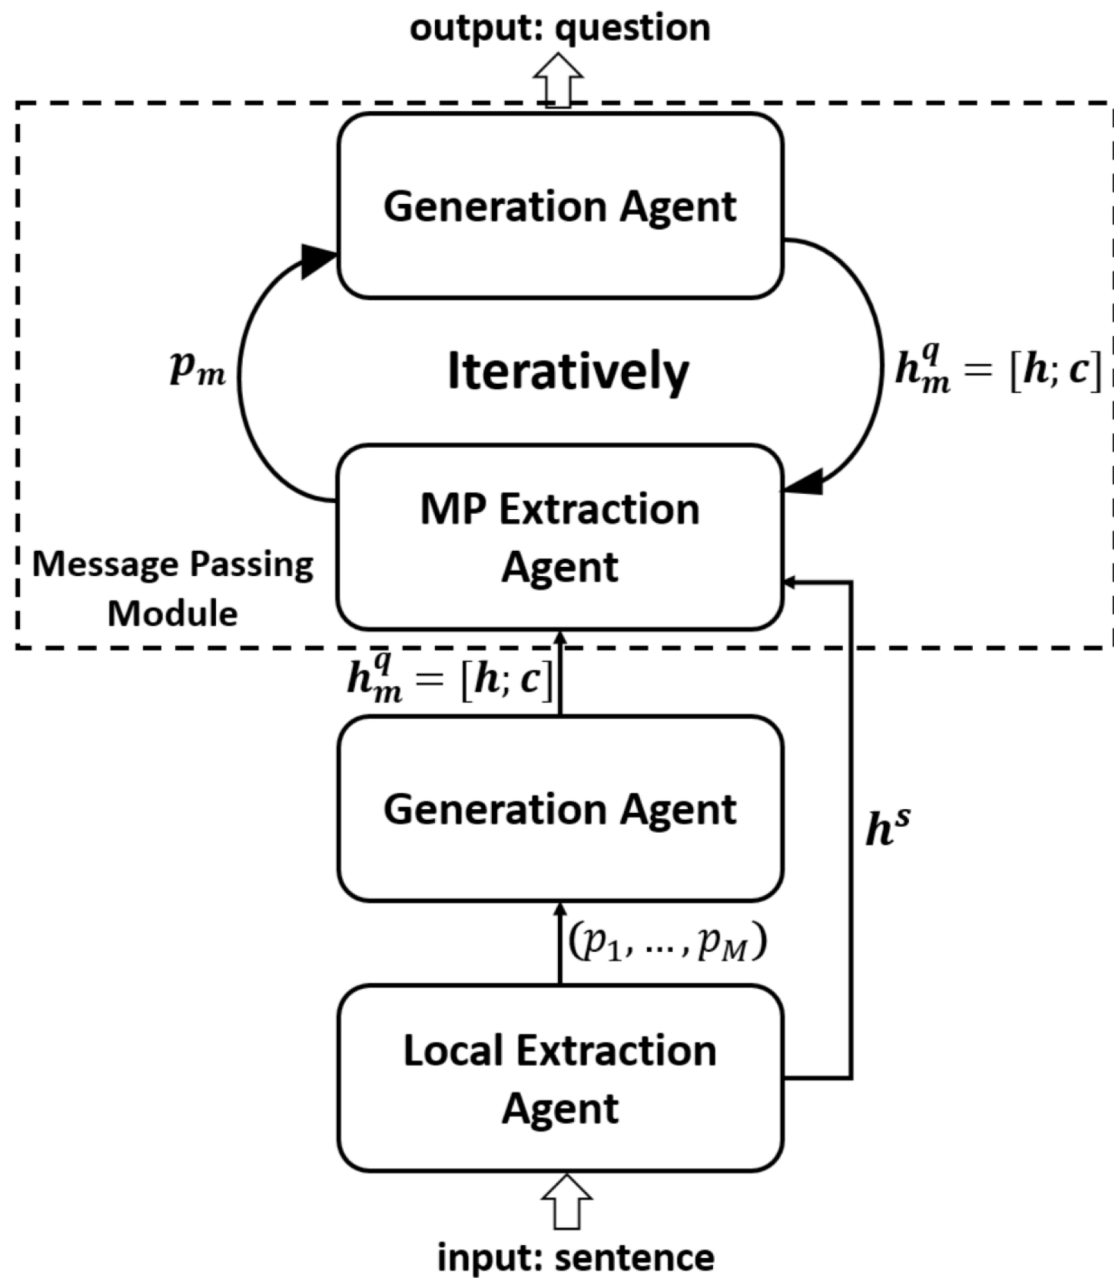 output: question
Generation Agent
p_m
Iteratively
h_m^q = [h; c]
MP Extraction
Agent
Message Passing
Module
h_m^q = [h; c]
Generation Agent
h^s
(p_1, ..., p_M)
Local Extraction
Agent
input: sentence